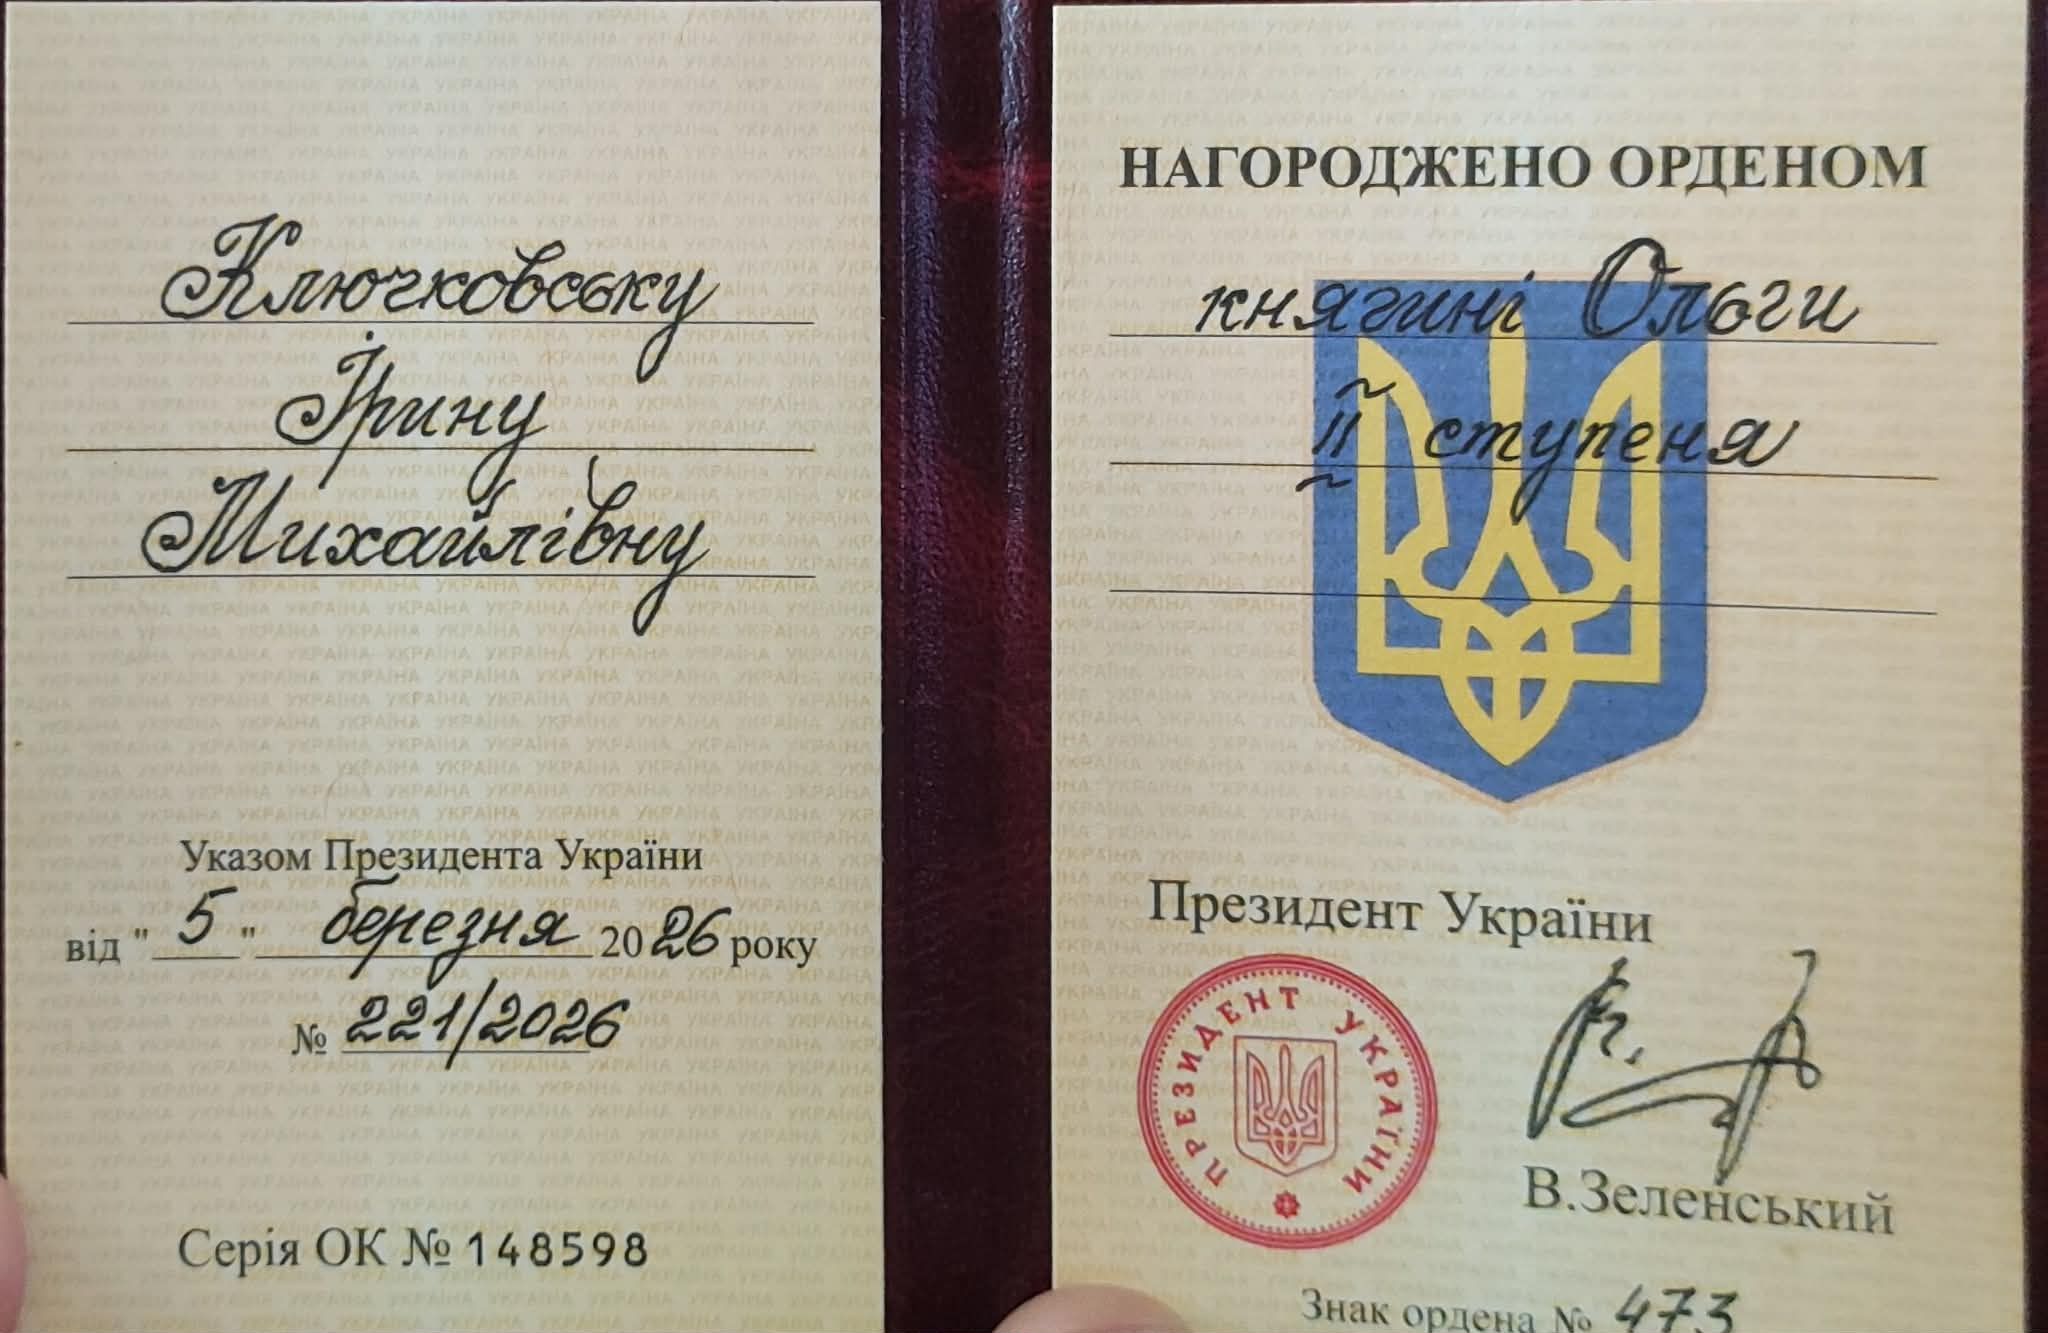 Ключковську
Ірину
Михайлівну
Указом Президента України
від "5" березня 2026 року
№ 221/2026
Серія ОК № 148598
НАГОРОДЖЕНО ОРДЕНОМ
княгині Ольги
II ступеня
Президент України
ПРЕЗИДЕНТ УКРАЇНИ
В.Зеленський
Знак ордена № 473